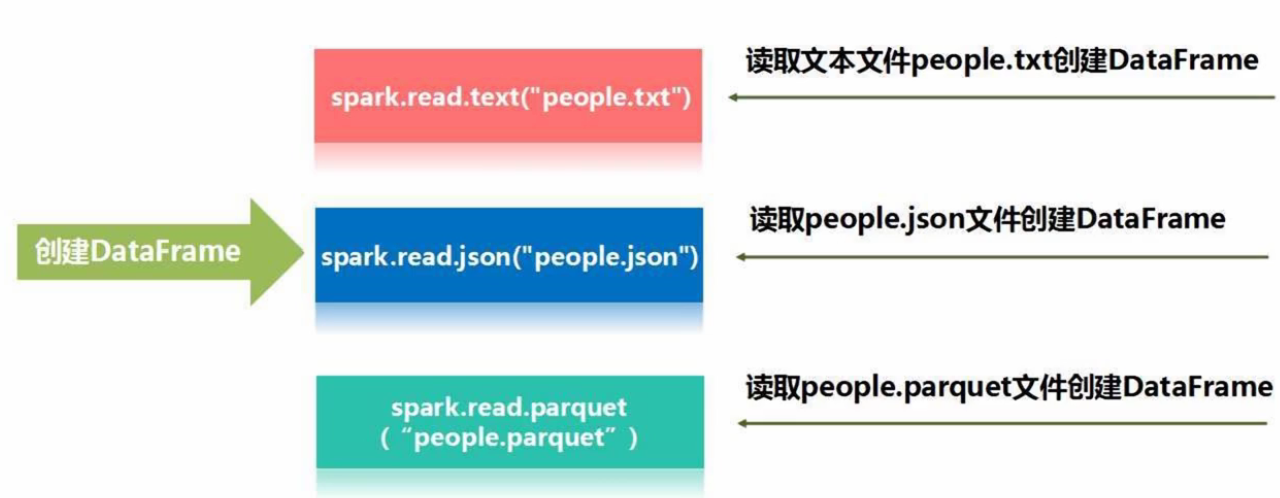 读取文本文件people.txt创建DataFrame
spark.read.text("people.txt")
读取people.json文件创建DataFrame
创建DataFrame
spark.read.json("people.json")
读取people.parquet文件创建DataFrame
spark.read.parquet
(“people.parquet”)